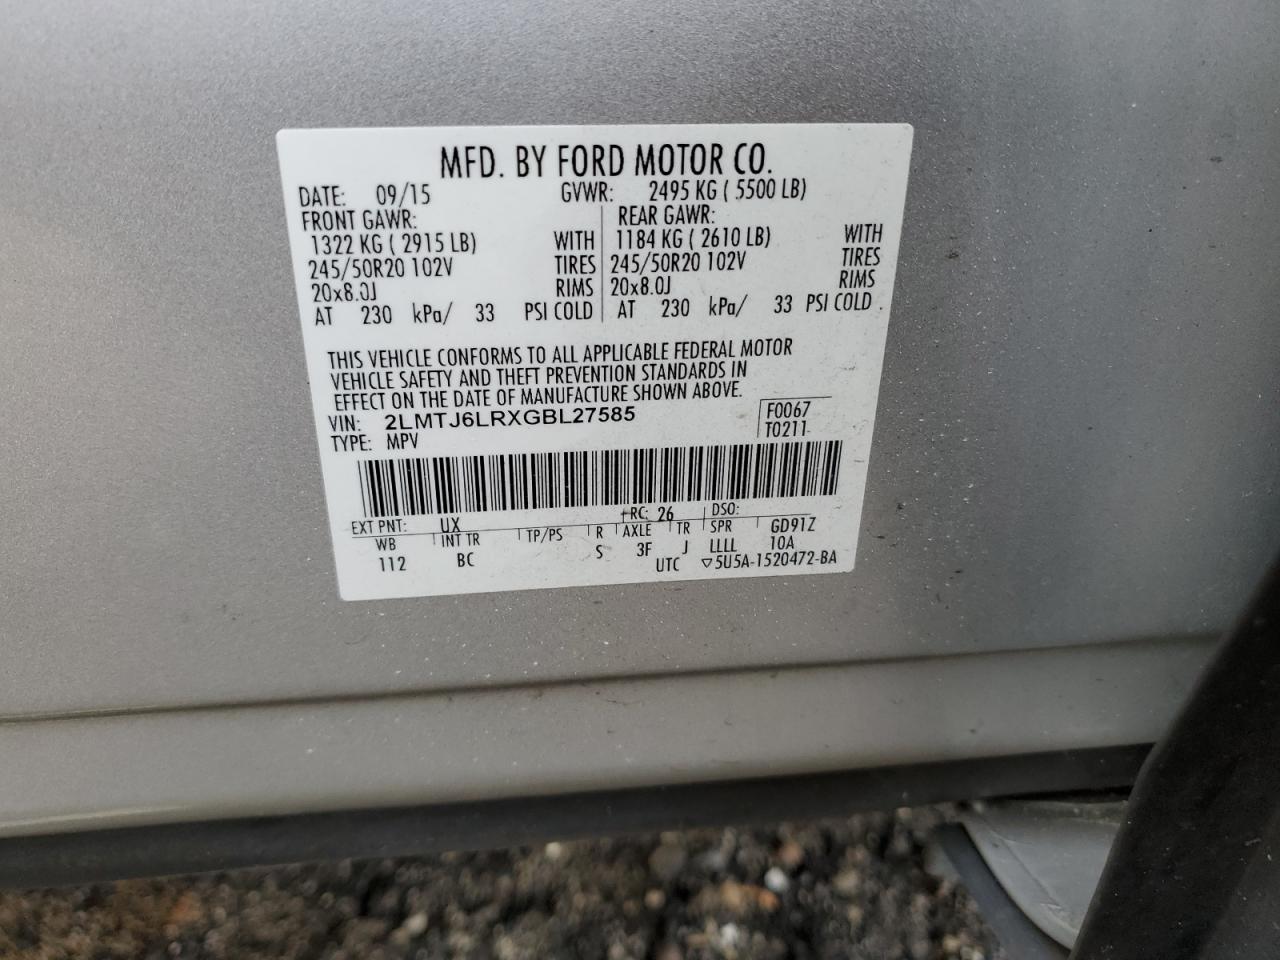 MFD. BY FORD MOTOR CO.
DATE: 09/15 GVWR: 2495 KG ( 5500 LB)
FRONT GAWR: REAR GAWR:
1322 KG ( 2915 LB) WITH 1184 KG ( 2610 LB) WITH
245/50R20 102V TIRES 245/50R20 102V TIRES
20x8.0J RIMS 20x8.0J RIMS
AT 230 kPa/ 33 PSI COLD AT 230 kPa/ 33 PSI COLD
THIS VEHICLE CONFORMS TO ALL APPLICABLE FEDERAL MOTOR
VEHICLE SAFETY AND THEFT PREVENTION STANDARDS IN
EFFECT ON THE DATE OF MANUFACTURE SHOWN ABOVE.
VIN: 2LMTJ6LRXGBL27585 F0067
TYPE: MPV T0211
EXT PNT: UX RC: 26 DSO:
WB INT TR TP/PS R AXLE TR SPR GD91Z
112 BC S 3F J LLLL 10A
UTC ▽5U5A-1520472-BA